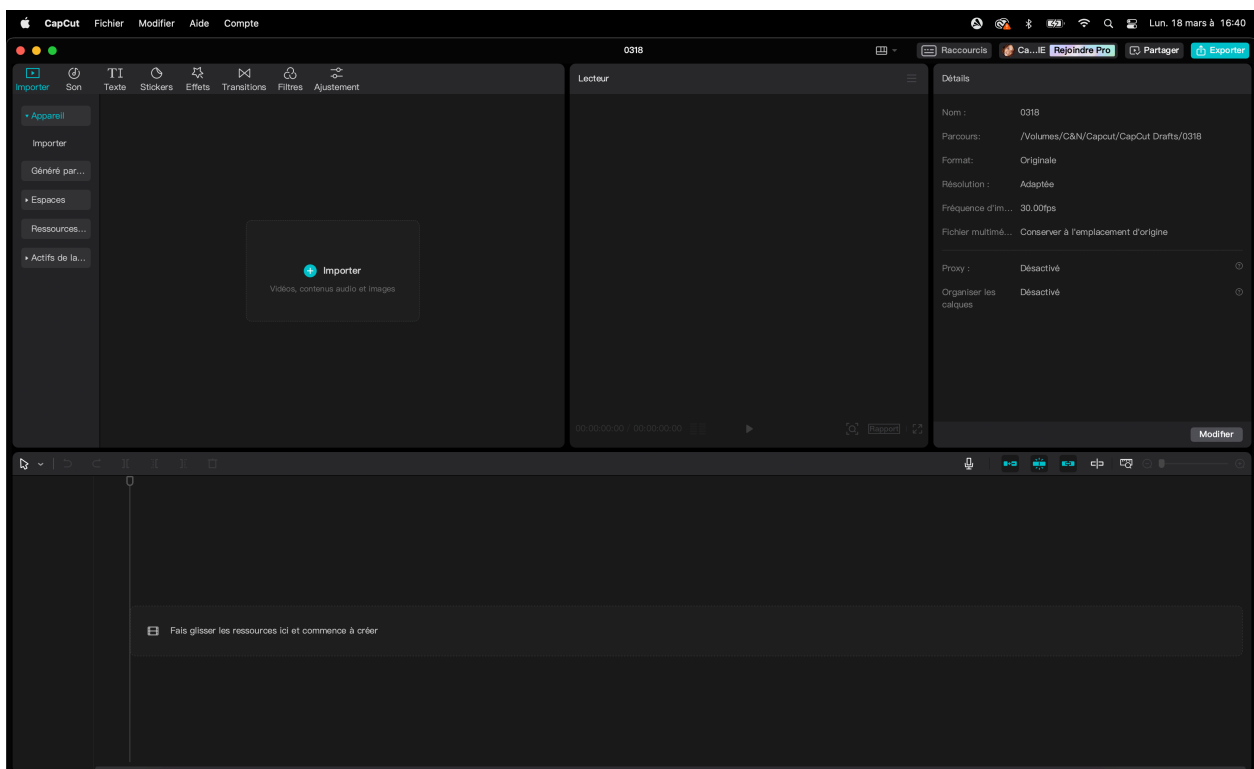 CapCut Fichier Modifier Aide Compte Lun. 18 mars à 16:40
0318 Raccourcis Ca...IE Rejoindre Pro Partager Exporter
Importer Son Texte Stickers Effets Transitions Filtres Ajustement
Lecteur
Détails
Appareil
Importer
Généré par...
Espaces
Ressources...
Actifs de la...
Importer
Vidéos, contenus audio et images
00:00:00:00 / 00:00:00:00 Rapport
Nom : 0318
Parcours: /Volumes/C&N/Capcut/CapCut Drafts/0318
Format: Originale
Résolution : Adaptée
Fréquence d'im... 30.00fps
Fichier multimé... Conserver à l'emplacement d'origine
Proxy : Désactivé
Organiser les calques Désactivé
Modifier
Fais glisser les ressources ici et commence à créer